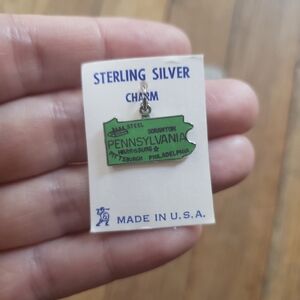 STERLING SILVER
CHARM
STEEL
SCRANTON
PENNSYLVANIA
HARRISBURG
PITTSBURGH PHILADELPHIA
MADE IN U.S.A.